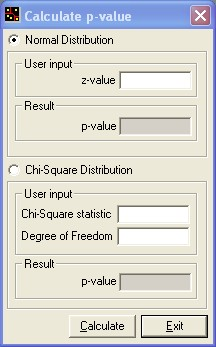 Calculate p-value
Normal Distribution
User input
z-value
Result
p-value
Chi-Square Distribution
User input
Chi-Square statistic
Degree of Freedom
Result
p-value
Calculate Exit